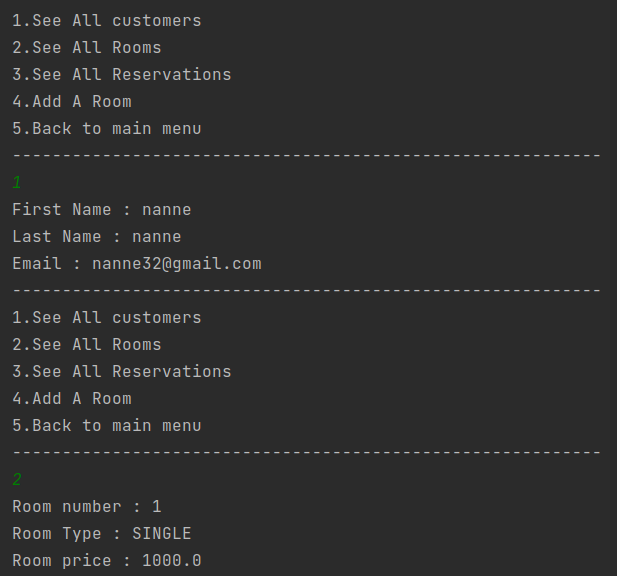 1.See All customers
2.See All Rooms
3.See All Reservations
4.Add A Room
5.Back to main menu
-----------------------------------------------------------
1
First Name : nanne
Last Name : nanne
Email : nanne32@gmail.com
-----------------------------------------------------------
1.See All customers
2.See All Rooms
3.See All Reservations
4.Add A Room
5.Back to main menu
-----------------------------------------------------------
2
Room number : 1
Room Type : SINGLE
Room price : 1000.0